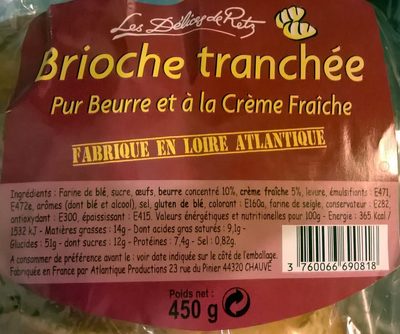 Les Délices de Retz
Brioche tranchée
Pur Beurre et à la Crème Fraîche
FABRIQUE EN LOIRE ATLANTIQUE
Ingrédients : Farine de blé, sucre, œufs, beurre concentré 10%, crème fraîche 5%, levure, émulsifiants : E471,
E472e, arômes (dont blé et alcool), sel, gluten de blé, colorant : E160a, farine de seigle, conservateur : E282,
antioxydant : E300, épaississant : E415. Valeurs énergétiques et nutritionnelles pour 100g - Energie : 365 Kcal /
1532 kJ - Matières grasses : 14g - Dont acides gras saturés : 9,1g -
Glucides : 51g - dont sucres : 12g - Protéines : 7,4g - Sel : 0,82g.
A consommer de préférence avant le : voir date indiquée sur le côté de l'emballage.
Fabriquée en France par Atlantique Productions 23 rue du Pinier 44320 CHAUVÉ
3 760066 690818
Poids net :
450 g